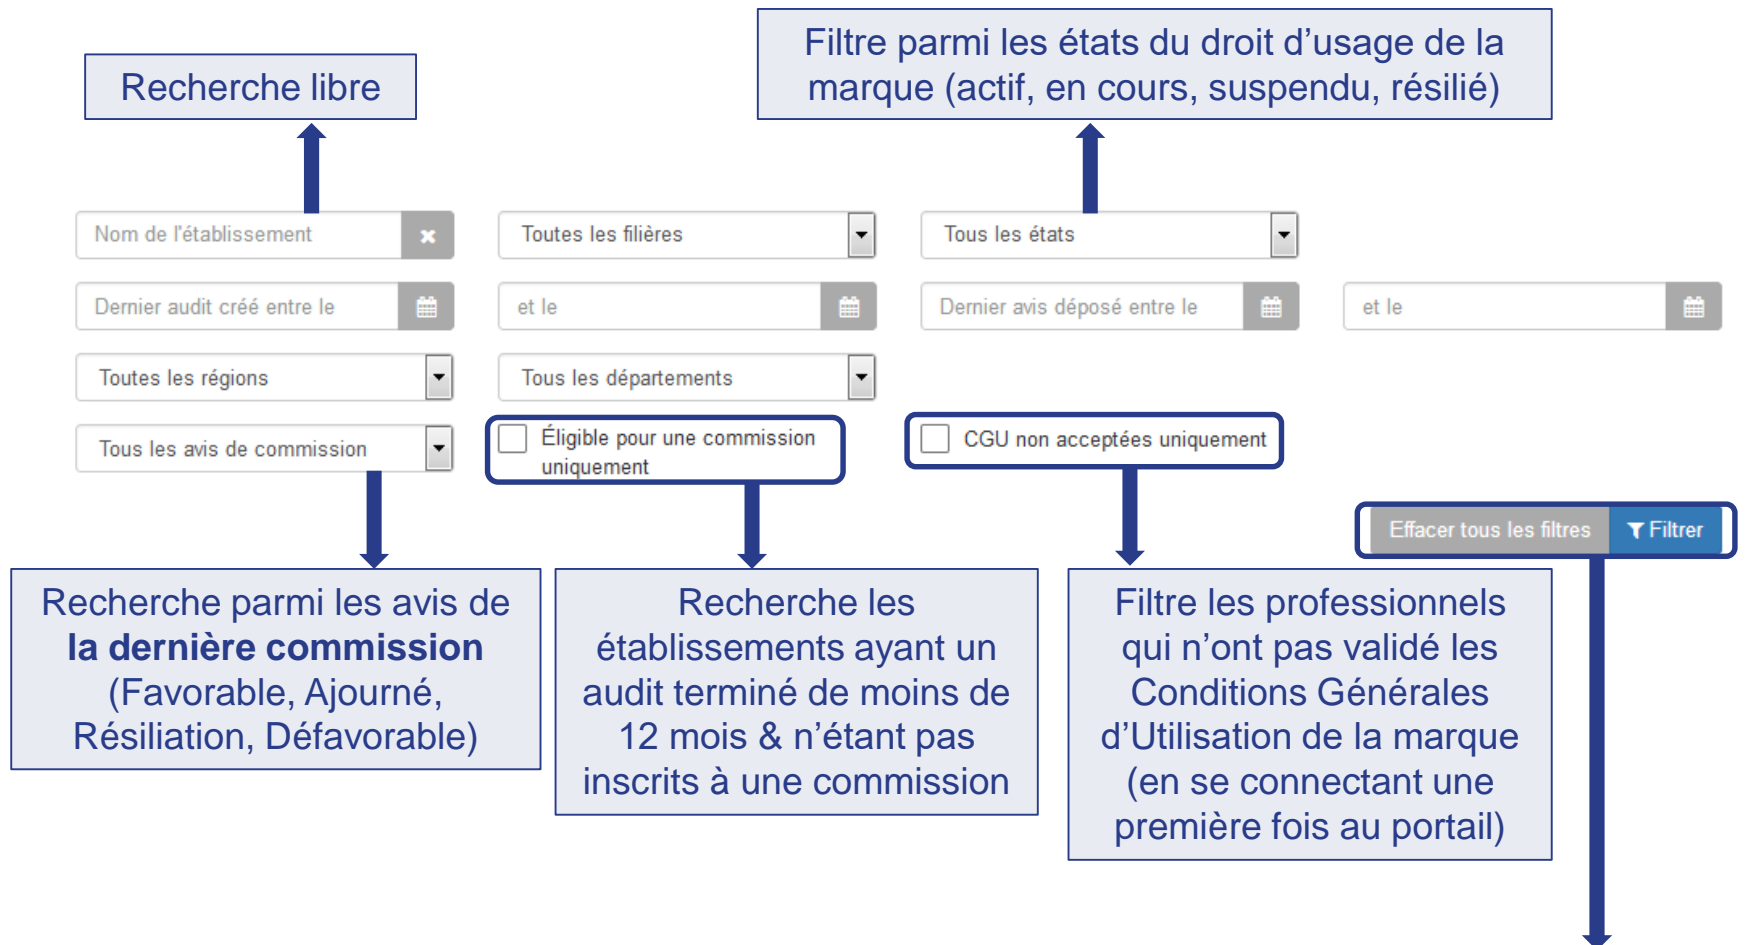 Recherche libre
Filtre parmi les états du droit d’usage de la
marque (actif, en cours, suspendu, résilié)
Nom de l'établissement
Toutes les filières
Tous les états
Dernier audit créé entre le
et le
Dernier avis déposé entre le
et le
Toutes les régions
Tous les départements
Tous les avis de commission
Éligible pour une commission
uniquement
CGU non acceptées uniquement
Effacer tous les filtres
Filtrer
Recherche parmi les avis de
la dernière commission
(Favorable, Ajourné,
Résiliation, Défavorable)
Recherche les
établissements ayant un
audit terminé de moins de
12 mois & n’étant pas
inscrits à une commission
Filtre les professionnels
qui n’ont pas validé les
Conditions Générales
d’Utilisation de la marque
(en se connectant une
première fois au portail)